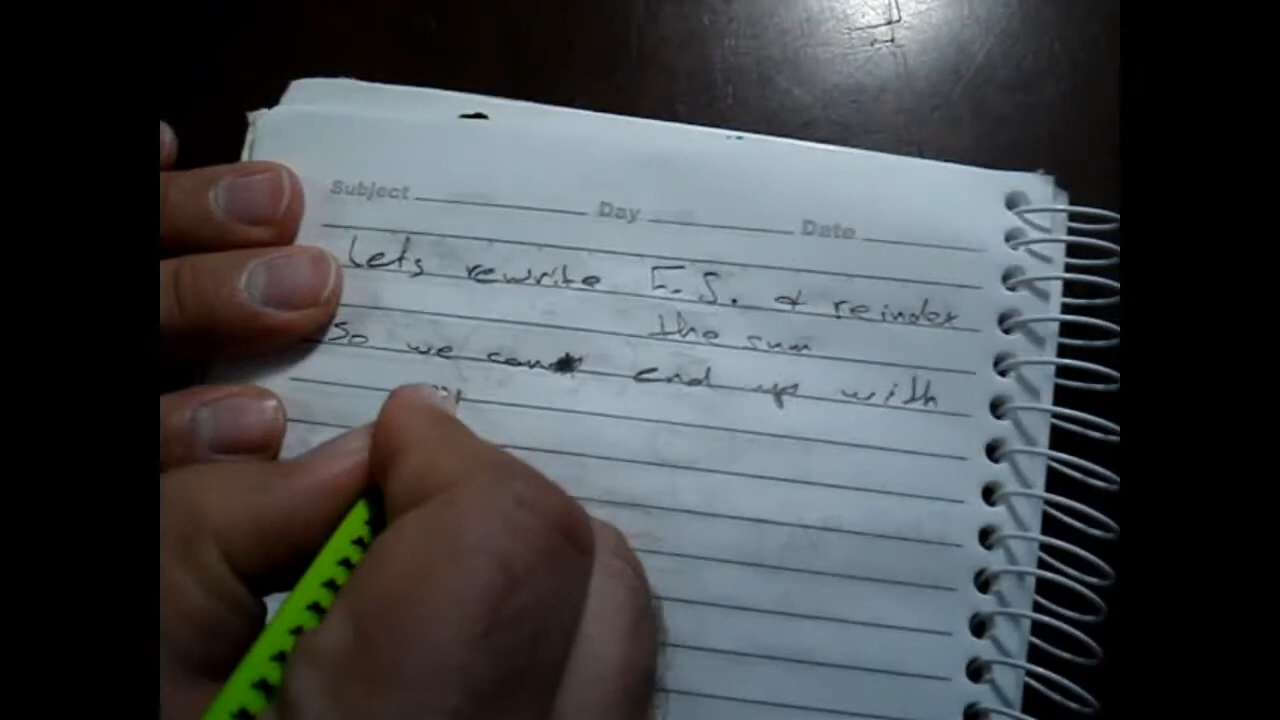 Subject Day Date
Lets rewrite F.S. & reindex
the sum
So we can end up with